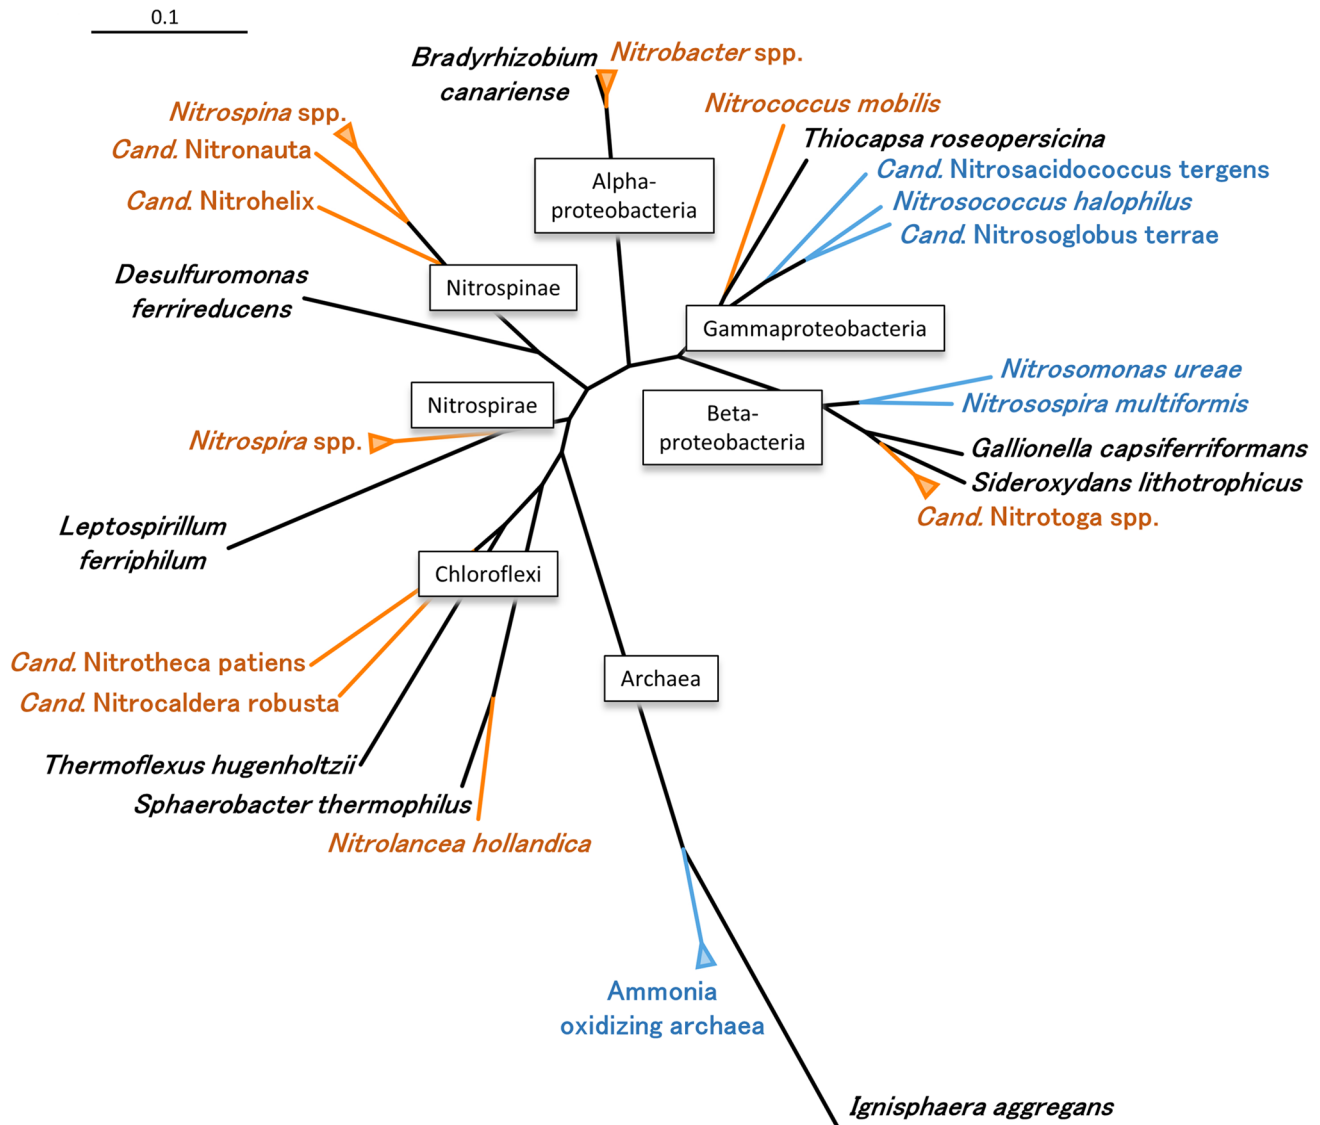 0.1
Bradyrhizobium
canariense
Nitrobacter spp.
Nitrospina spp.
Cand. Nitronauta
Cand. Nitrohelix
Nitrococcus mobilis
Thiocapsa roseopersicina
Cand. Nitrosacidococcus tergens
Nitrosococcus halophilus
Cand. Nitrosoglobus terrae
Alpha-
proteobacteria
Desulfuromonas
ferrireducens
Nitrospinae
Gammaproteobacteria
Nitrospirae
Nitrospira spp.
Beta-
proteobacteria
Nitrosomonas ureae
Nitrosospira multiformis
Gallionella capsiferriformans
Sideroxydans lithotrophicus
Cand. Nitrotoga spp.
Leptospirillum
ferriphilum
Chloroflexi
Cand. Nitrotheca patiens
Cand. Nitrocaldera robusta
Archaea
Thermoflexus hugenholtzii
Sphaerobacter thermophilus
Nitrolancea hollandica
Ammonia
oxidizing archaea
Ignisphaera aggregans